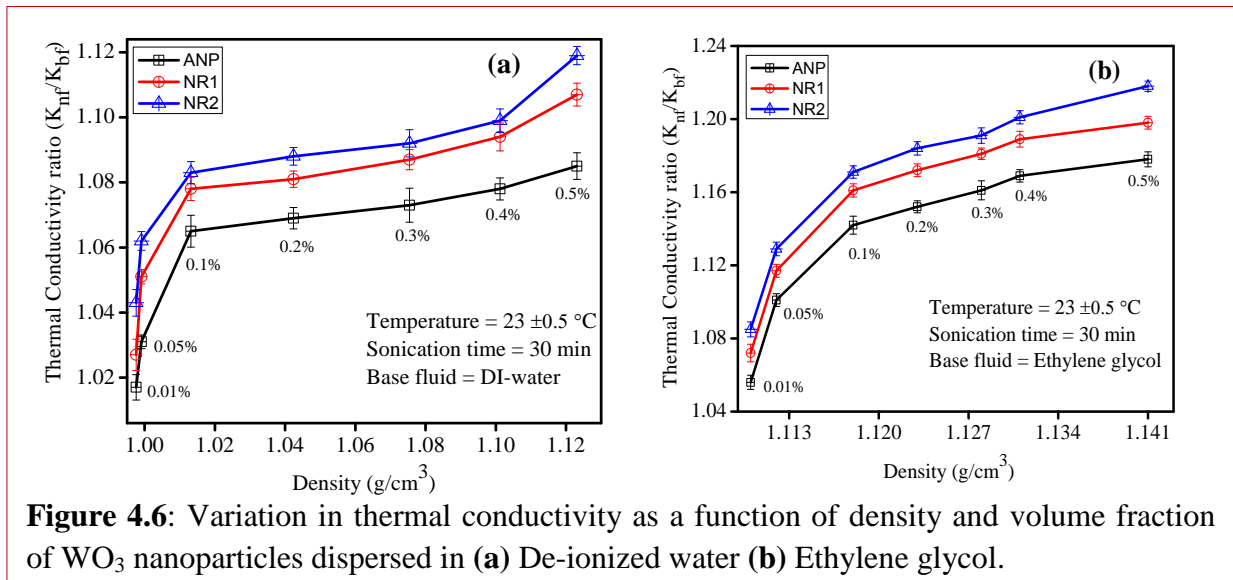 Thermal Conductivity ratio (Knf/Kbf)
1.12
1.10
1.08
1.06
1.04
1.02
ANP
NR1
NR2
(a)
0.01%
0.05%
0.1%
0.2%
0.3%
0.4%
0.5%
Temperature = 23 ±0.5 °C
Sonication time = 30 min
Base fluid = DI-water
1.00 1.02 1.04 1.06 1.08 1.10 1.12
Density (g/cm³)
Thermal Conductivity ratio (Knf/Kbf)
1.24
1.20
1.16
1.12
1.08
1.04
ANP
NR1
NR2
(b)
0.01%
0.05%
0.1%
0.2%
0.3%
0.4%
0.5%
Temperature = 23 ±0.5 °C
Sonication time = 30 min
Base fluid = Ethylene glycol
1.113 1.120 1.127 1.134 1.141
Density (g/cm³)
Figure 4.6: Variation in thermal conductivity as a function of density and volume fraction
of WO₃ nanoparticles dispersed in (a) De-ionized water (b) Ethylene glycol.